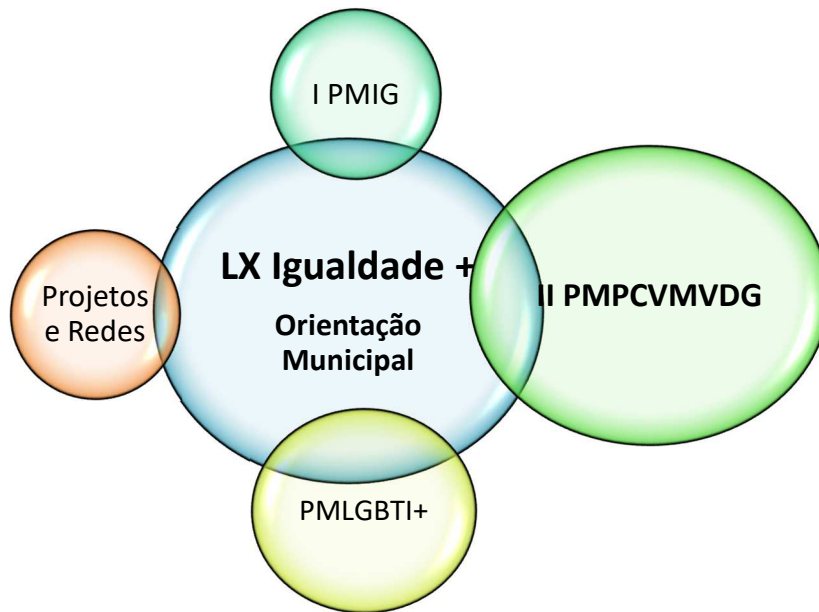 I PMIG
LX Igualdade +
Orientação
Municipal
II PMPCVMVDG
Projetos
e Redes
PMLGBTI+